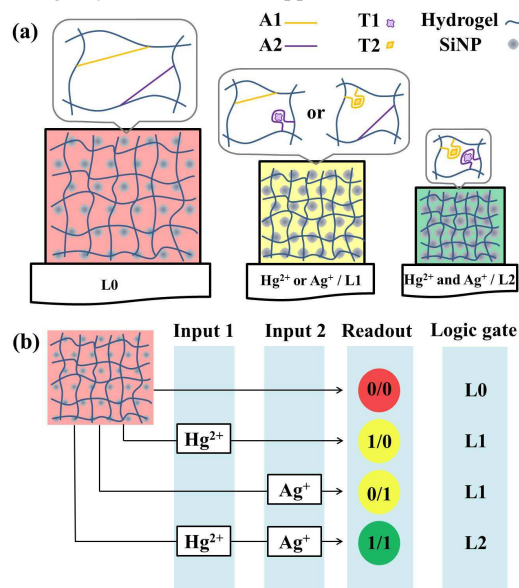 (a)
A1
T1
Hydrogel
A2
T2
SiNP
or
L0
Hg²⁺ or Ag⁺ / L1
Hg²⁺ and Ag⁺ / L2
(b)
Input 1 Input 2 Readout Logic gate
0/0 L0
Hg²⁺ 1/0 L1
Ag⁺ 0/1 L1
Hg²⁺ Ag⁺ 1/1 L2